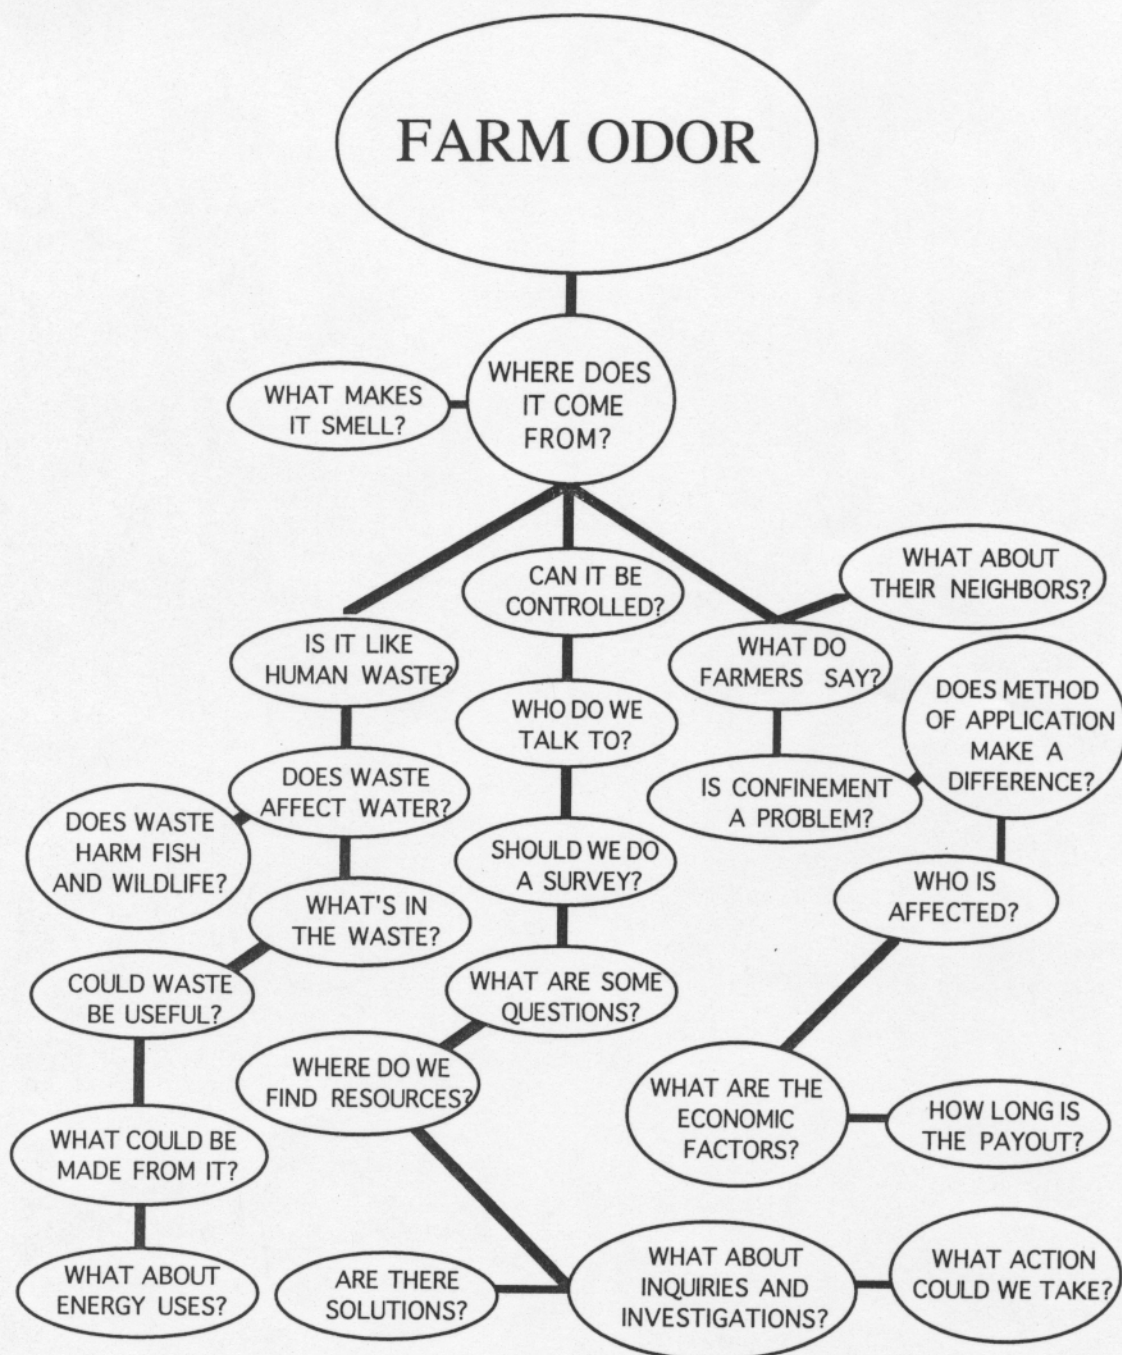 FARM ODOR
WHERE DOES
IT COME
FROM?
WHAT MAKES
IT SMELL?
CAN IT BE
CONTROLLED?
WHAT ABOUT
THEIR NEIGHBORS?
IS IT LIKE
HUMAN WASTE?
WHAT DO
FARMERS SAY?
DOES METHOD
OF APPLICATION
MAKE A
DIFFERENCE?
WHO DO WE
TALK TO?
DOES WASTE
AFFECT WATER?
IS CONFINEMENT
A PROBLEM?
DOES WASTE
HARM FISH
AND WILDLIFE?
SHOULD WE DO
A SURVEY?
WHO IS
AFFECTED?
WHAT'S IN
THE WASTE?
COULD WASTE
BE USEFUL?
WHAT ARE SOME
QUESTIONS?
WHERE DO WE
FIND RESOURCES?
WHAT ARE THE
ECONOMIC
FACTORS?
HOW LONG IS
THE PAYOUT?
WHAT COULD BE
MADE FROM IT?
WHAT ABOUT
ENERGY USES?
ARE THERE
SOLUTIONS?
WHAT ABOUT
INQUIRIES AND
INVESTIGATIONS?
WHAT ACTION
COULD WE TAKE?